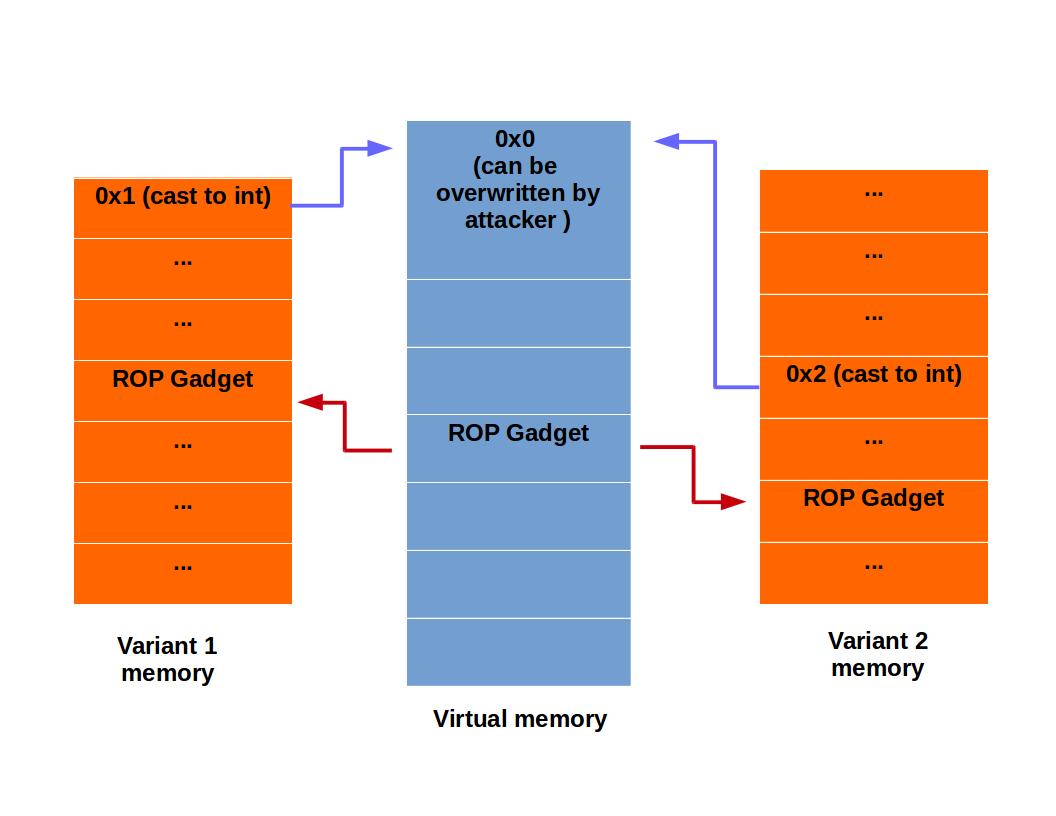 0x1 (cast to int)
...
...
ROP Gadget
...
...
...
Variant 1
memory
0x0
(can be
overwritten by
attacker )
ROP Gadget
Virtual memory
...
...
...
0x2 (cast to int)
...
ROP Gadget
...
Variant 2
memory